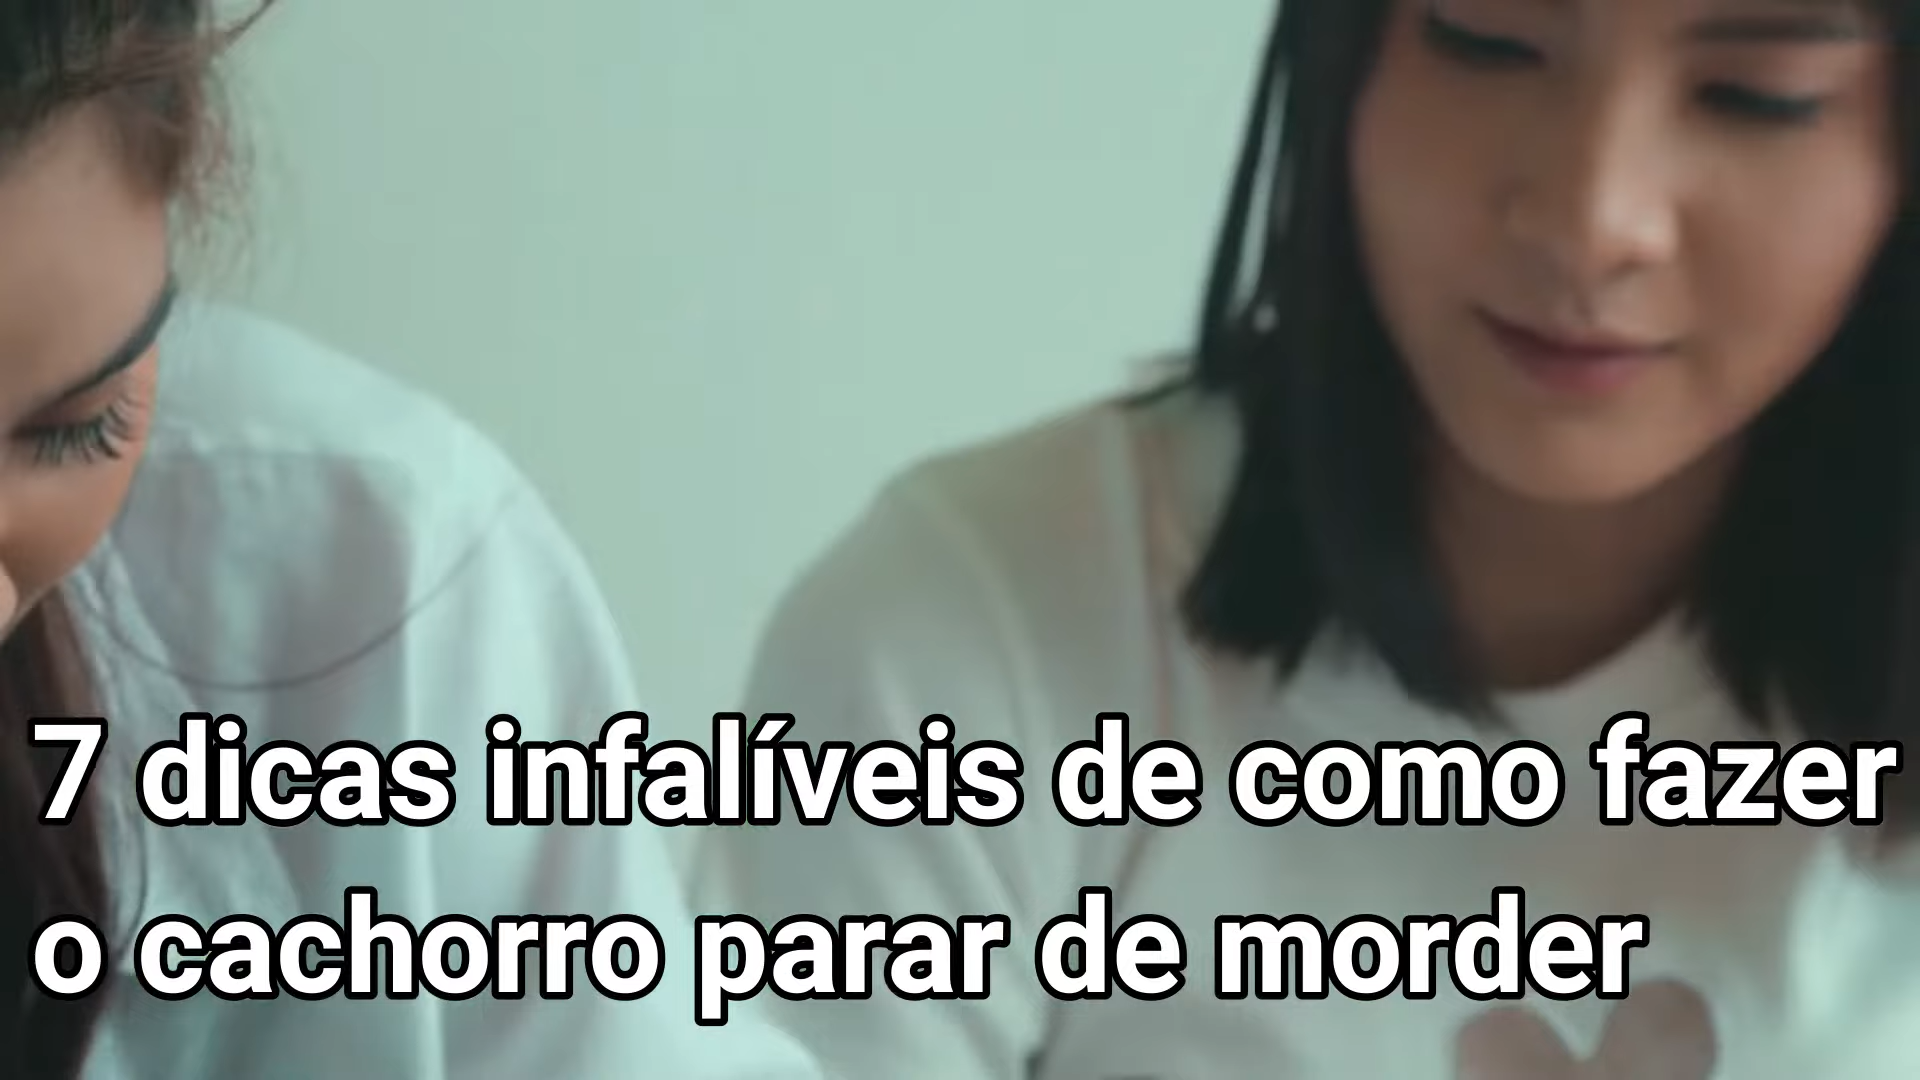 7 dicas infalíveis de como fazer
o cachorro parar de morder